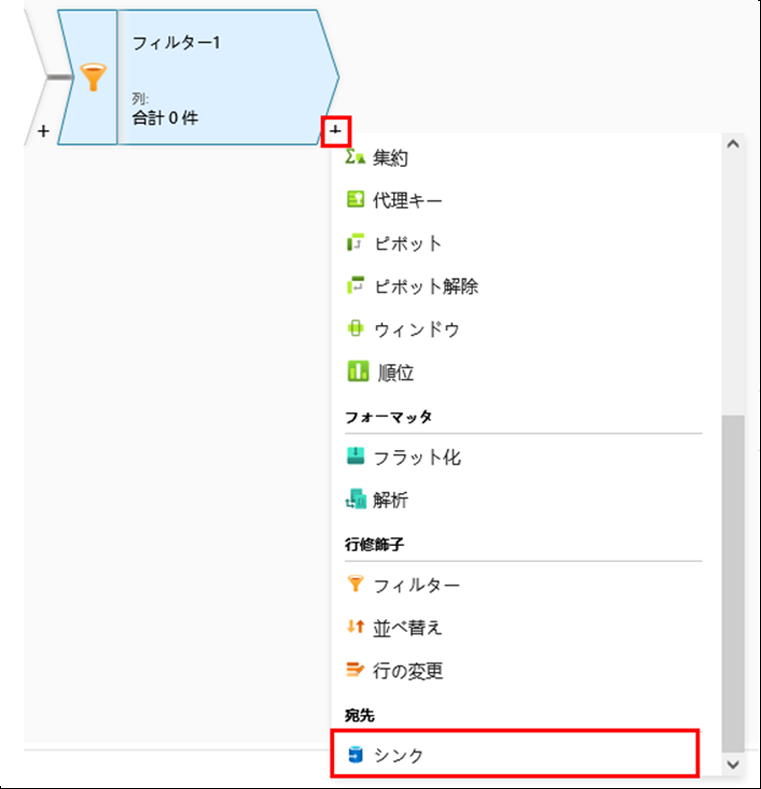 フィルター1
列:
合計 0 件
+
+
集約
代理キー
ピボット
ピボット解除
ウィンドウ
順位
フォーマッタ
フラット化
解析
行修飾子
フィルター
並べ替え
行の変更
宛先
シンク